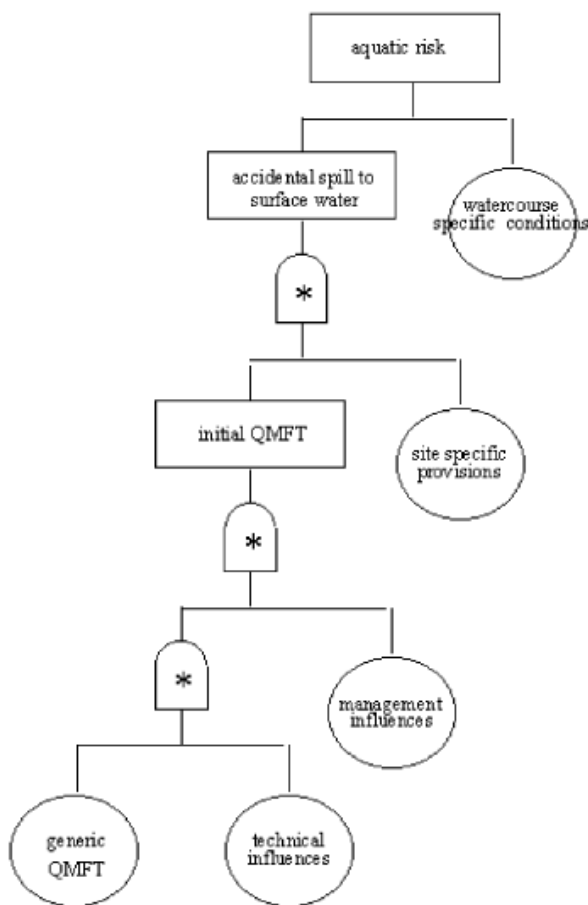 aquatic risk
accidental spill to
surface water
watercourse
specific conditions
*
initial QMFT
site specific
provisions
*
*
management
influences
generic
QMFT
technical
influences